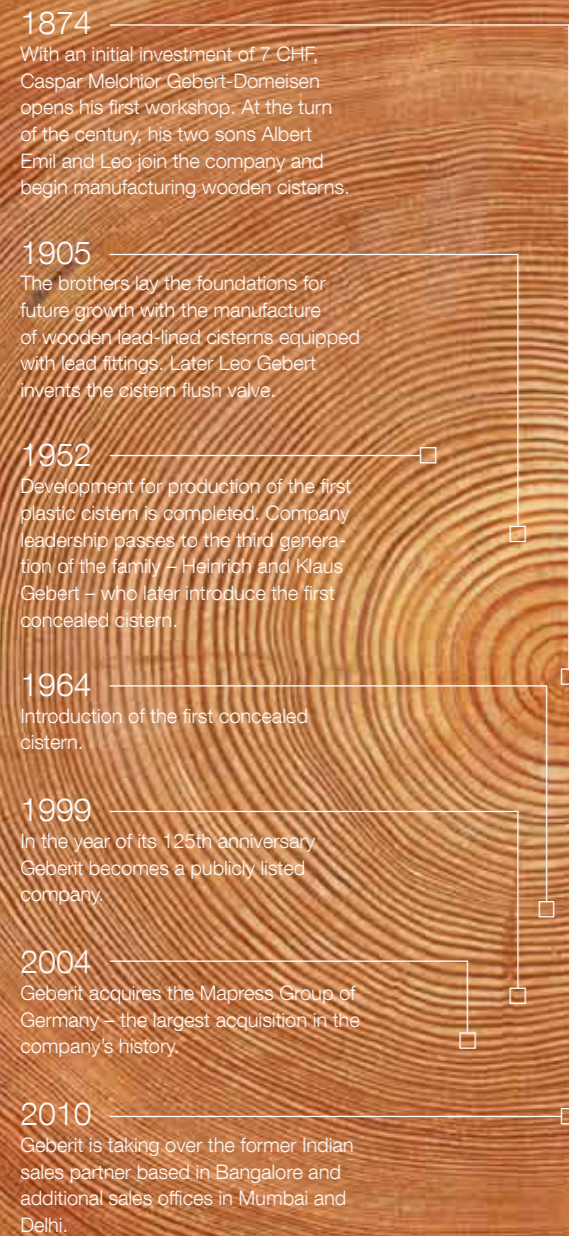 1874
With an initial investment of 7 CHF,
Caspar Melchior Gebert-Domeisen
opens his first workshop. At the turn
of the century, his two sons Albert
Emil and Leo join the company and
begin manufacturing wooden cisterns.
1905
The brothers lay the foundations for
future growth with the manufacture
of wooden lead-lined cisterns equipped
with lead fittings. Later Leo Gebert
invents the cistern flush valve.
1952
Development for production of the first
plastic cistern is completed. Company
leadership passes to the third genera-
tion of the family – Heinrich and Klaus
Gebert – who later introduce the first
concealed cistern.
1964
Introduction of the first concealed
cistern.
1999
In the year of its 125th anniversary
Geberit becomes a publicly listed
company.
2004
Geberit acquires the Mapress Group of
Germany – the largest acquisition in the
company's history.
2010
Geberit is taking over the former Indian
sales partner based in Bangalore and
additional sales offices in Mumbai and
Delhi.